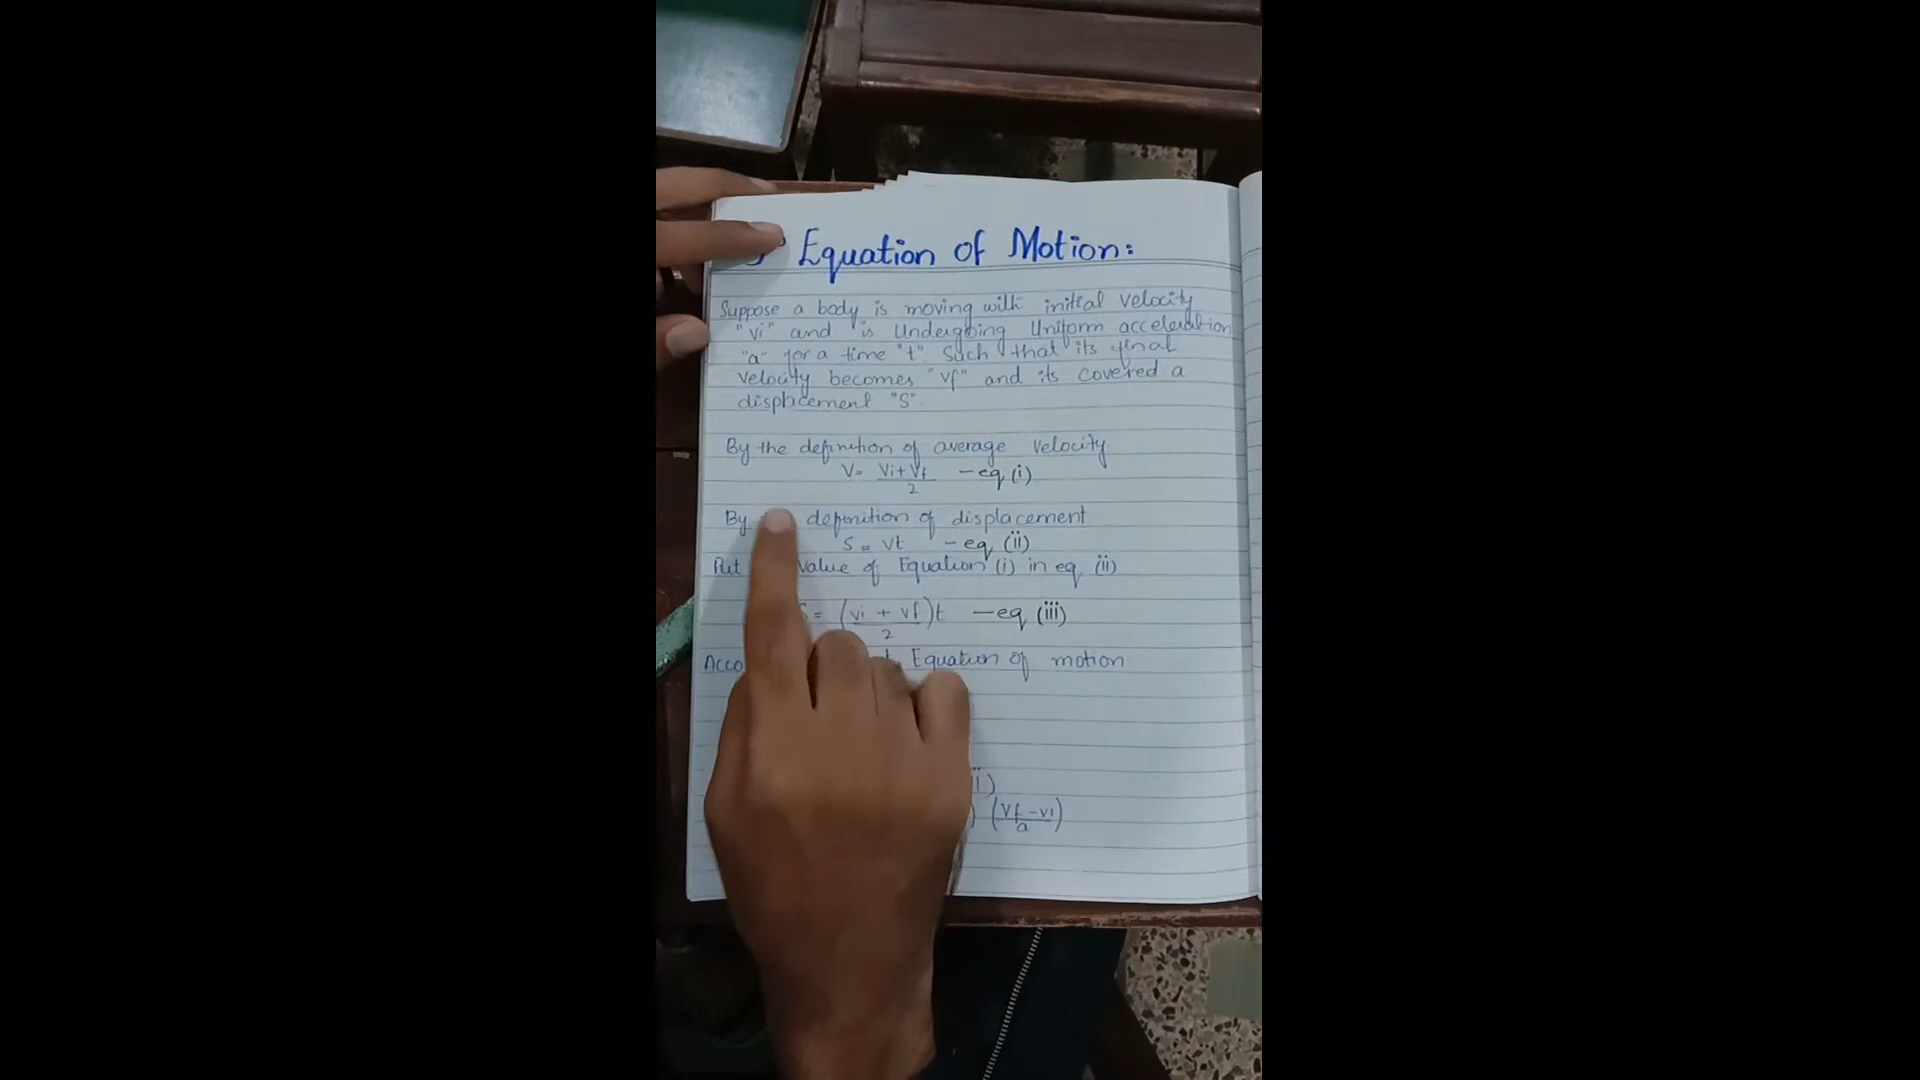 Equation of Motion:
Suppose a body is moving with initial velocity
"Vi" and is Undergoing Uniform acceleration
"a" for a time "t". Such that its final
velocity becomes "Vf" and its covered a
displacement "S".
By the definition of average velocity
V= Vi+Vf/2 -eq (i)
By definition of displacement
S = Vt -eq (ii)
Put value of Equation (i) in eq (ii)
= (Vi + Vf/2)t -eq (iii)
Equation of motion
) (Vf-Vi/a)